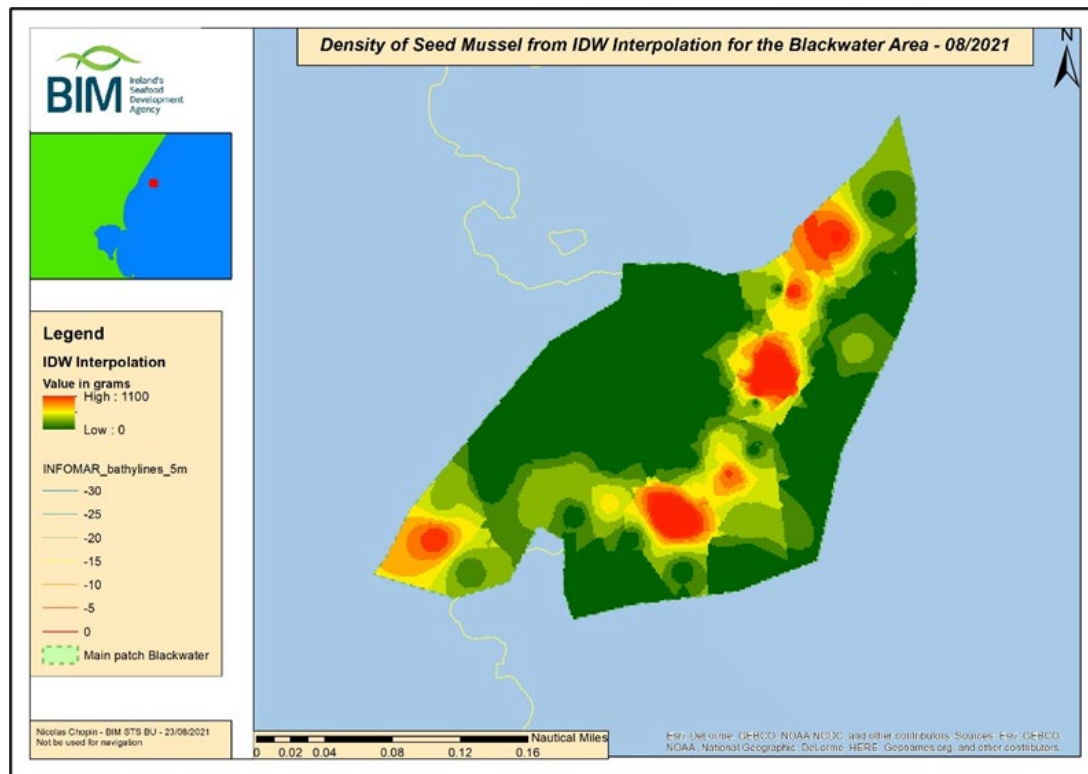 Density of Seed Mussel from IDW Interpolation for the Blackwater Area - 08/2021
N
BIM
Ireland's
Seafood
Development
Agency
Legend
IDW Interpolation
Value in grams
High : 1100
Low : 0
INFOMAR_bathylines_5m
-30
-25
-20
-15
-10
-5
0
Main patch Blackwater
Nicolas Chopin - BIM STS BU - 23/08/2021
Not be used for navigation
Nautical Miles
0 0.02 0.04 0.08 0.12 0.16
Esri, DeLorme, GEBCO, NOAA NGDC, and other contributors, Sources: Esri, GEBCO,
NOAA, National Geographic, DeLorme, HERE, Geonames.org, and other contributors